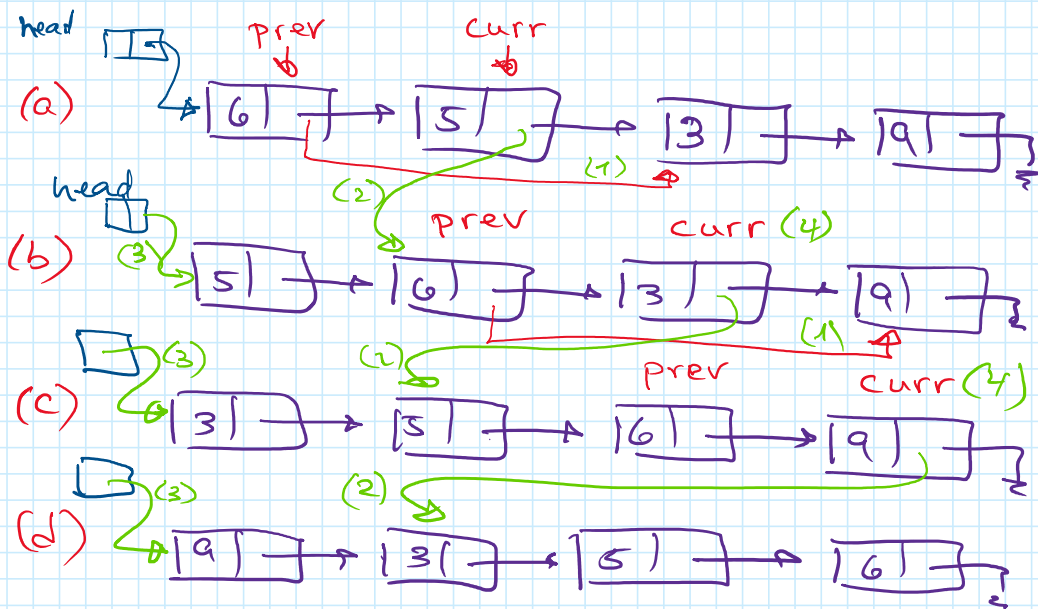 head prev curr
(a) 6 5 3 9
(2) (1)
head prev curr (4)
(b) (3) 5 6 3 9
(3) (2) (1)
prev curr (4)
(c) 3 5 6 9
(3) (2)
(d) 9 3 5 6